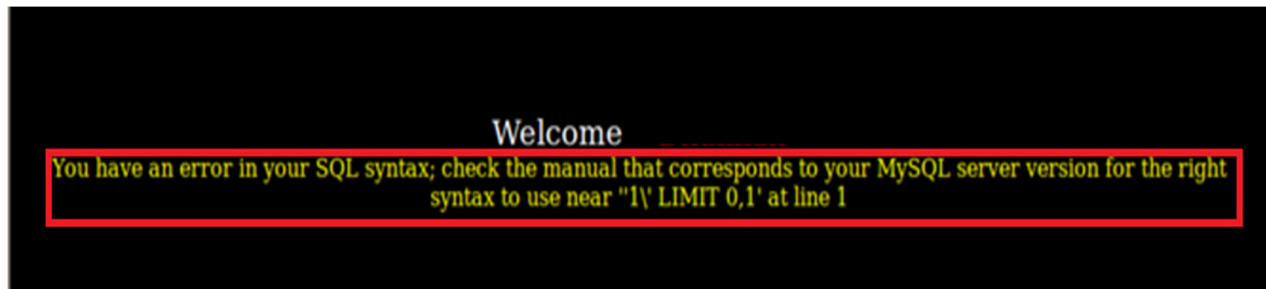 Welcome
You have an error in your SQL syntax; check the manual that corresponds to your MySQL server version for the right
syntax to use near ''1\' LIMIT 0,1' at line 1